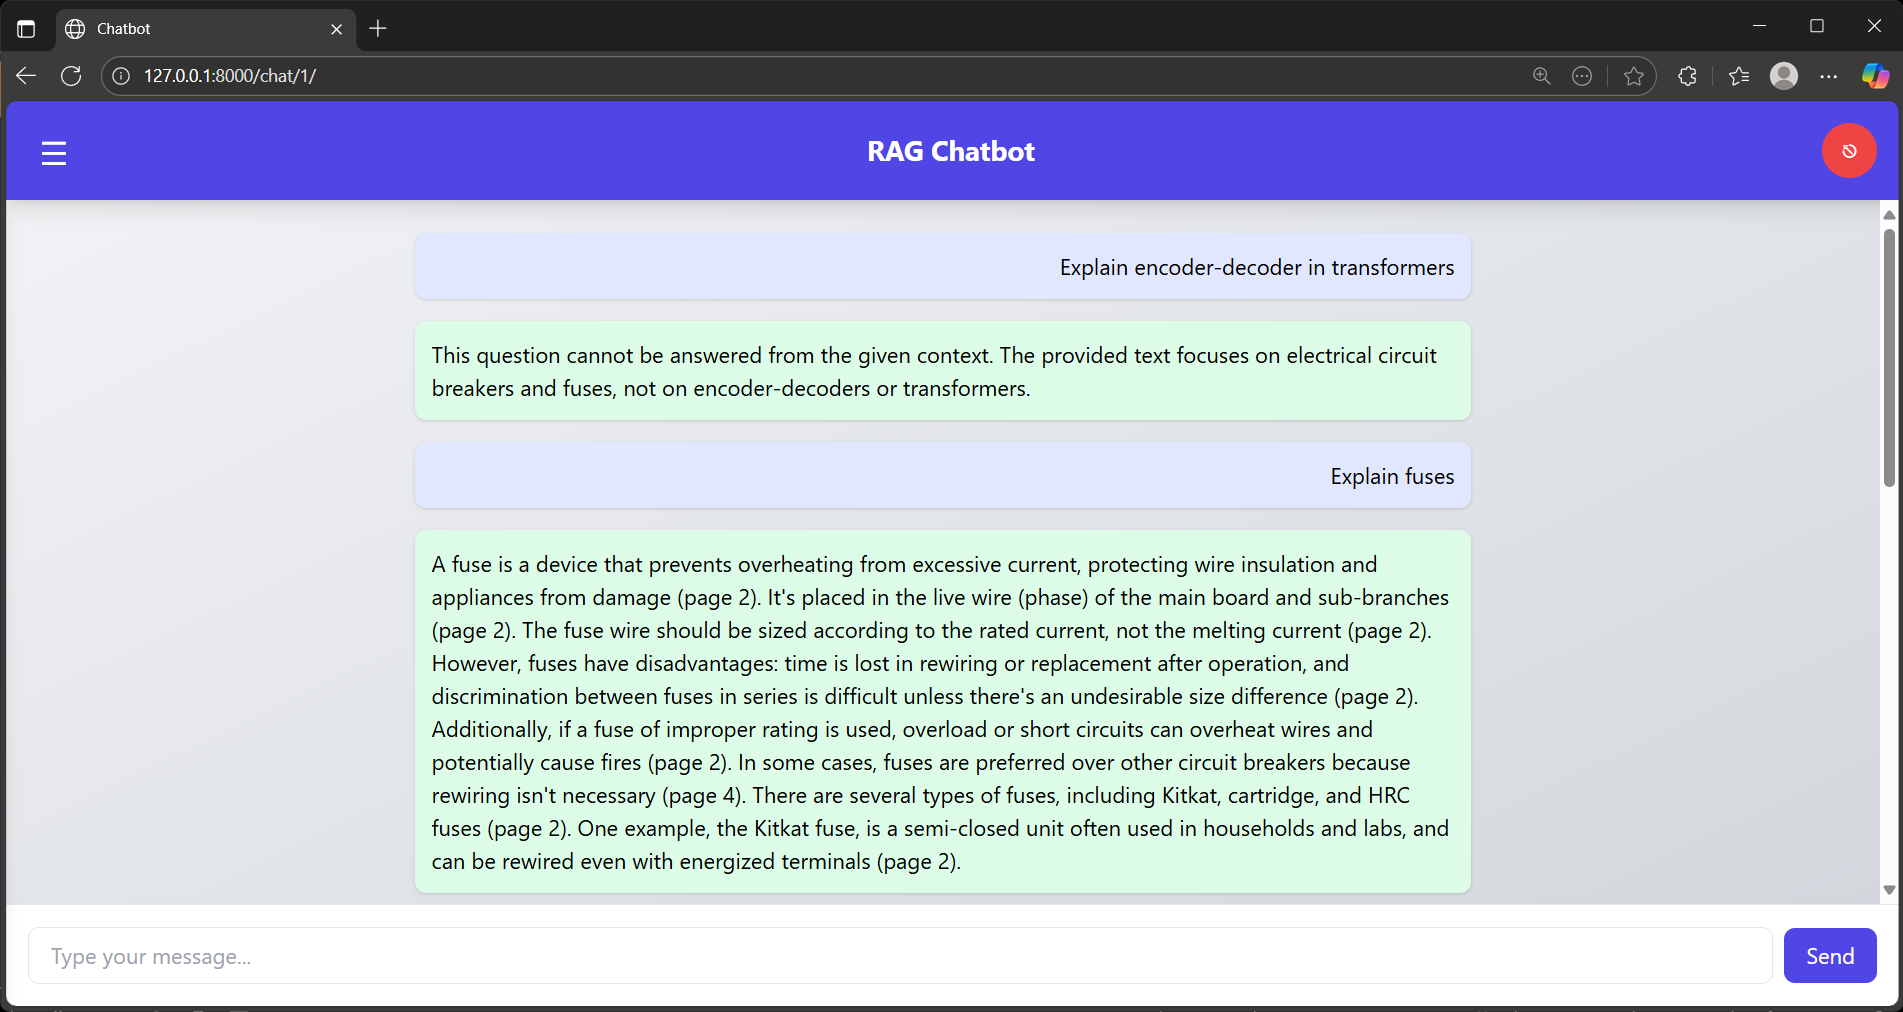 Chatbot
127.0.0.1:8000/chat/1/
RAG Chatbot
Explain encoder-decoder in transformers
This question cannot be answered from the given context. The provided text focuses on electrical circuit
breakers and fuses, not on encoder-decoders or transformers.
Explain fuses
A fuse is a device that prevents overheating from excessive current, protecting wire insulation and
appliances from damage (page 2). It's placed in the live wire (phase) of the main board and sub-branches
(page 2). The fuse wire should be sized according to the rated current, not the melting current (page 2).
However, fuses have disadvantages: time is lost in rewiring or replacement after operation, and
discrimination between fuses in series is difficult unless there's an undesirable size difference (page 2).
Additionally, if a fuse of improper rating is used, overload or short circuits can overheat wires and
potentially cause fires (page 2). In some cases, fuses are preferred over other circuit breakers because
rewiring isn't necessary (page 4). There are several types of fuses, including Kitkat, cartridge, and HRC
fuses (page 2). One example, the Kitkat fuse, is a semi-closed unit often used in households and labs, and
can be rewired even with energized terminals (page 2).
Type your message...
Send